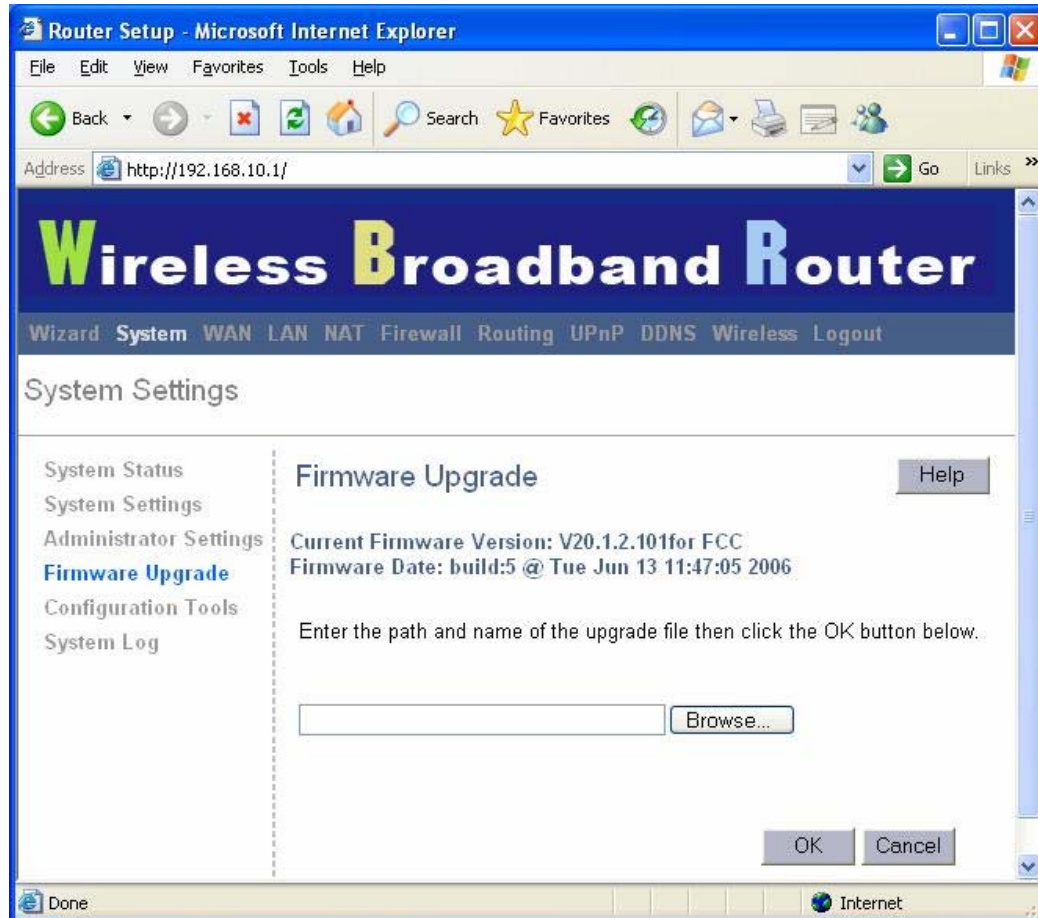 Router Setup - Microsoft Internet Explorer
File Edit View Favorites Tools Help
Back Search Favorites
Address http://192.168.10.1/ Go Links »
Wireless Broadband Router
Wizard System WAN LAN NAT Firewall Routing UPnP DDNS Wireless Logout
System Settings
System Status
System Settings
Administrator Settings
Firmware Upgrade
Configuration Tools
System Log
Firmware Upgrade
Help
Current Firmware Version: V20.1.2.101for FCC
Firmware Date: build:5 @ Tue Jun 13 11:47:05 2006
Enter the path and name of the upgrade file then click the OK button below.
Browse...
OK Cancel
Done Internet